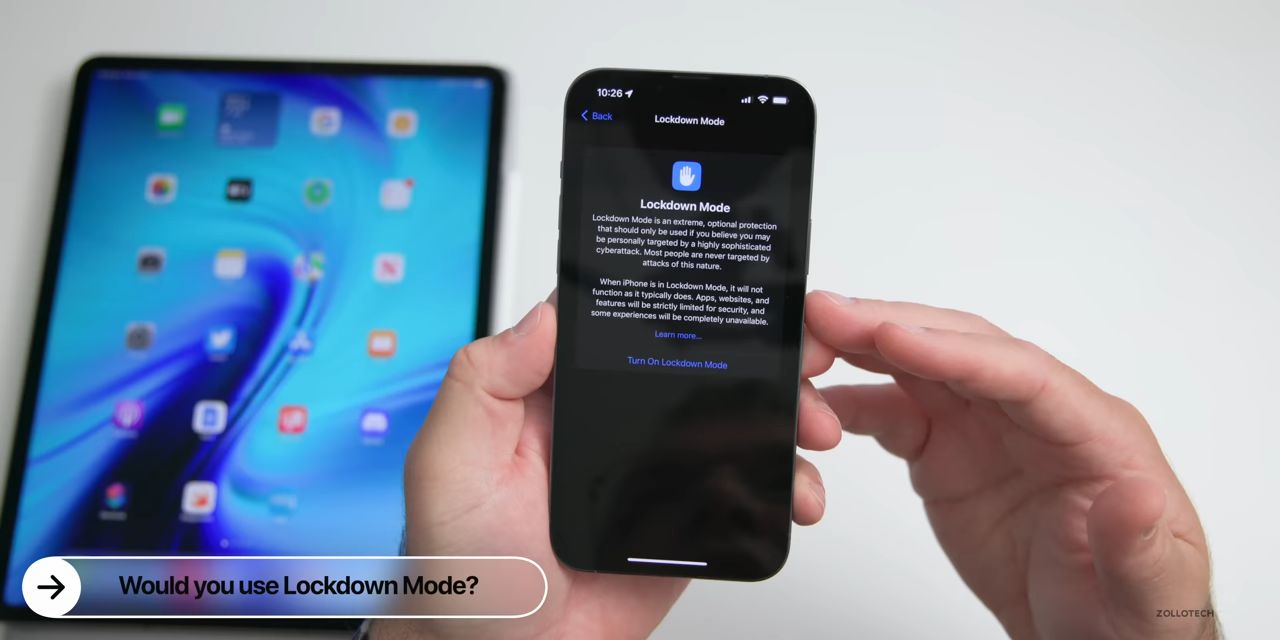 10:26
Back
Lockdown Mode
Lockdown Mode
Lockdown Mode is an extreme, optional protection
that should only be used if you believe you may
be personally targeted by a highly sophisticated
cyberattack. Most people are never targeted by
attacks of this nature.
When iPhone is in Lockdown Mode, it will not
function as it typically does. Apps, websites, and
features will be strictly limited for security, and
some experiences will be completely unavailable.
Learn more...
Turn On Lockdown Mode
Would you use Lockdown Mode?
ZOLLOTECH